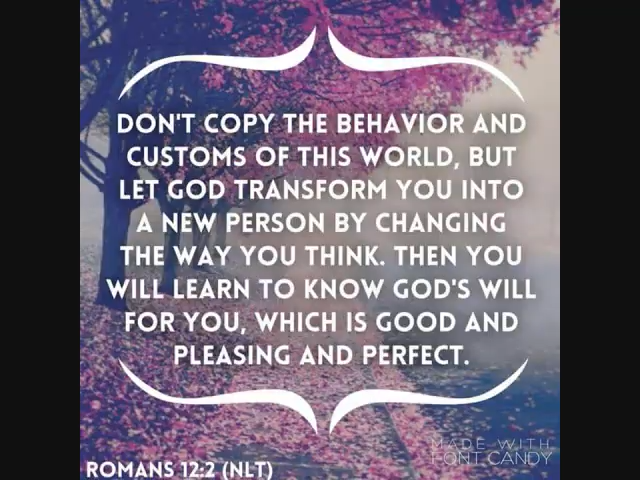 DON'T COPY THE BEHAVIOR AND
CUSTOMS OF THIS WORLD, BUT
LET GOD TRANSFORM YOU INTO
A NEW PERSON BY CHANGING
THE WAY YOU THINK. THEN YOU
WILL LEARN TO KNOW GOD'S WILL
FOR YOU, WHICH IS GOOD AND
PLEASING AND PERFECT.
MADE WITH
FONT CANDY
ROMANS 12:2 (NLT)